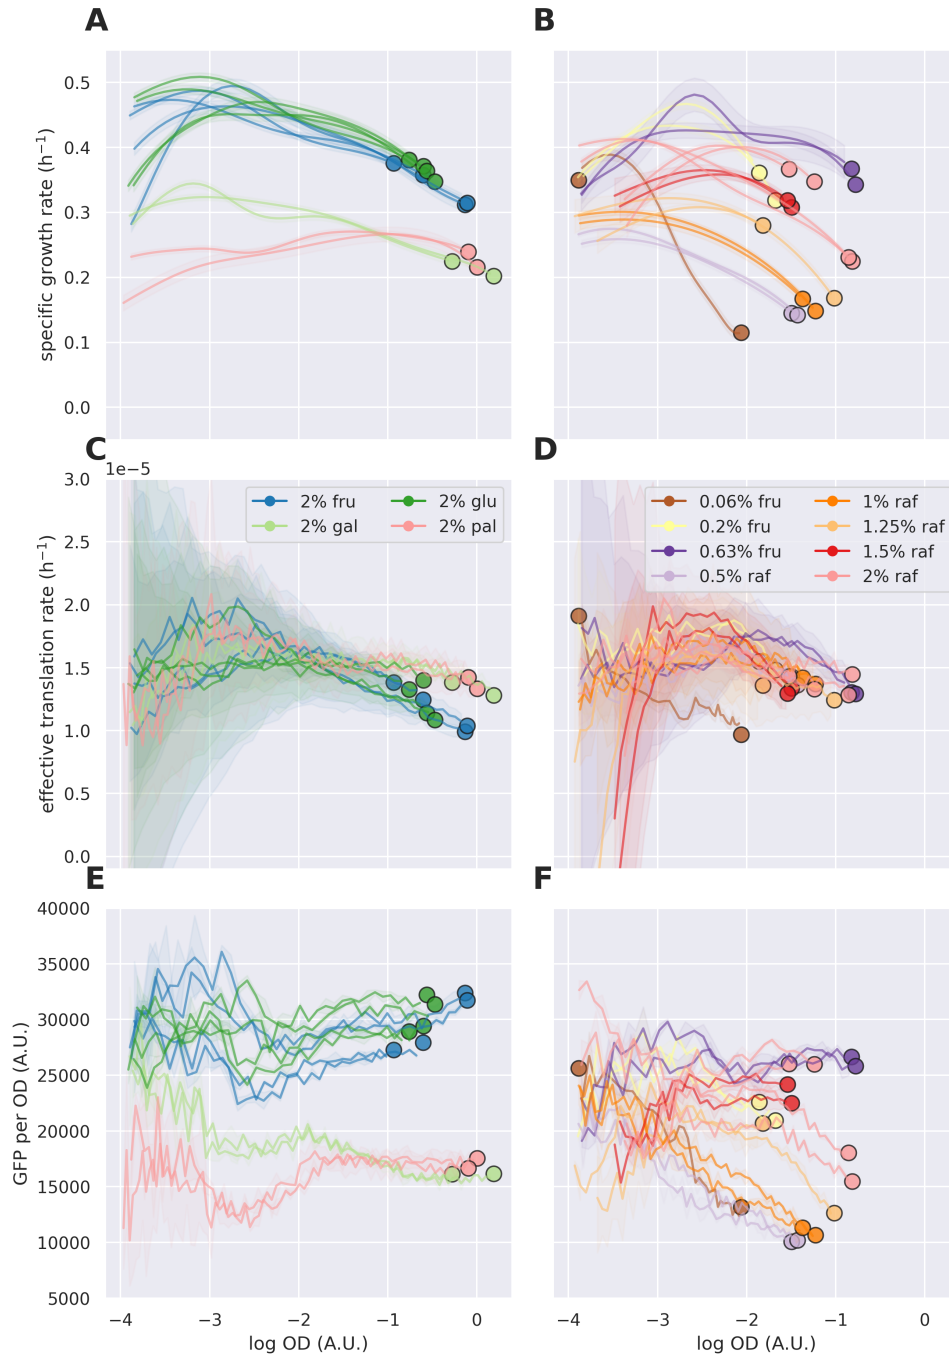 A
B
specific growth rate (h⁻¹)
0.5
0.4
0.3
0.2
0.1
0.0
C
D
1e−5
effective translation rate (h⁻¹)
3.0
2.5
2.0
1.5
1.0
0.5
0.0
2% fru
2% glu
2% gal
2% pal
0.06% fru
1% raf
0.2% fru
1.25% raf
0.63% fru
1.5% raf
0.5% raf
2% raf
E
F
GFP per OD (A.U.)
40000
35000
30000
25000
20000
15000
10000
5000
−4 −3 −2 −1 0
−4 −3 −2 −1 0
log OD (A.U.)
log OD (A.U.)